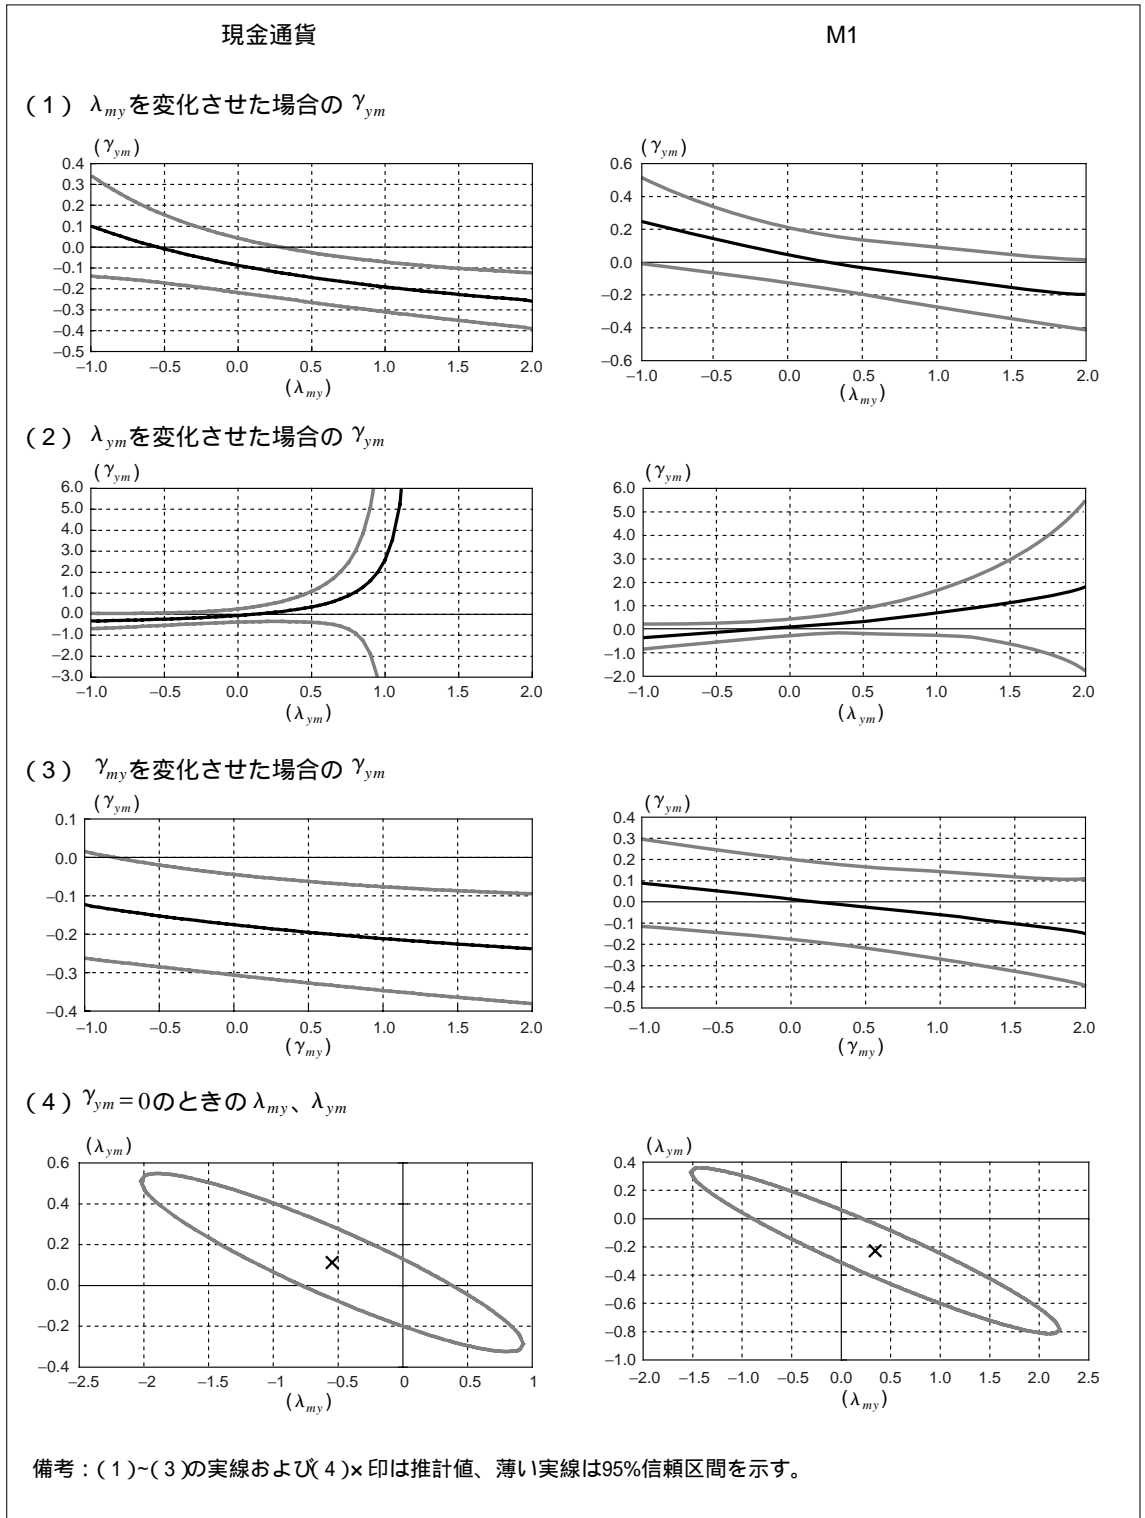 現金通貨
M1
(1) λmyを変化させた場合の γym
(γym)
0.4
0.3
0.2
0.1
0.0
−0.1
−0.2
−0.3
−0.4
−0.5
−1.0 −0.5 0.0 0.5 1.0 1.5 2.0
(λmy)
(γym)
0.6
0.4
0.2
0.0
−0.2
−0.4
−0.6
−1.0 −0.5 0.0 0.5 1.0 1.5 2.0
(λmy)
(2) λymを変化させた場合の γym
(γym)
6.0
5.0
4.0
3.0
2.0
1.0
0.0
−1.0
−2.0
−3.0
−1.0 −0.5 0.0 0.5 1.0 1.5 2.0
(λym)
(γym)
6.0
5.0
4.0
3.0
2.0
1.0
0.0
−1.0
−2.0
−1.0 −0.5 0.0 0.5 1.0 1.5 2.0
(λym)
(3) γmyを変化させた場合の γym
(γym)
0.1
0.0
−0.1
−0.2
−0.3
−0.4
−1.0 −0.5 0.0 0.5 1.0 1.5 2.0
(γmy)
(γym)
0.4
0.3
0.2
0.1
0.0
−0.1
−0.2
−0.3
−0.4
−0.5
−1.0 −0.5 0.0 0.5 1.0 1.5 2.0
(γmy)
(4) γym=0のときの λmy、λym
(λym)
0.6
0.4
0.2
0.0
−0.2
−0.4
−2.5 −2 −1.5 −1 −0.5 0 0.5 1
(λmy)
(λym)
0.4
0.2
0.0
−0.2
−0.4
−0.6
−0.8
−1.0
−2.0 −1.5 −1.0 −0.5 0.0 0.5 1.0 1.5 2.0 2.5
(λmy)
備考：(1)~(3)の実線および(4)×印は推計値、薄い実線は95%信頼区間を示す。